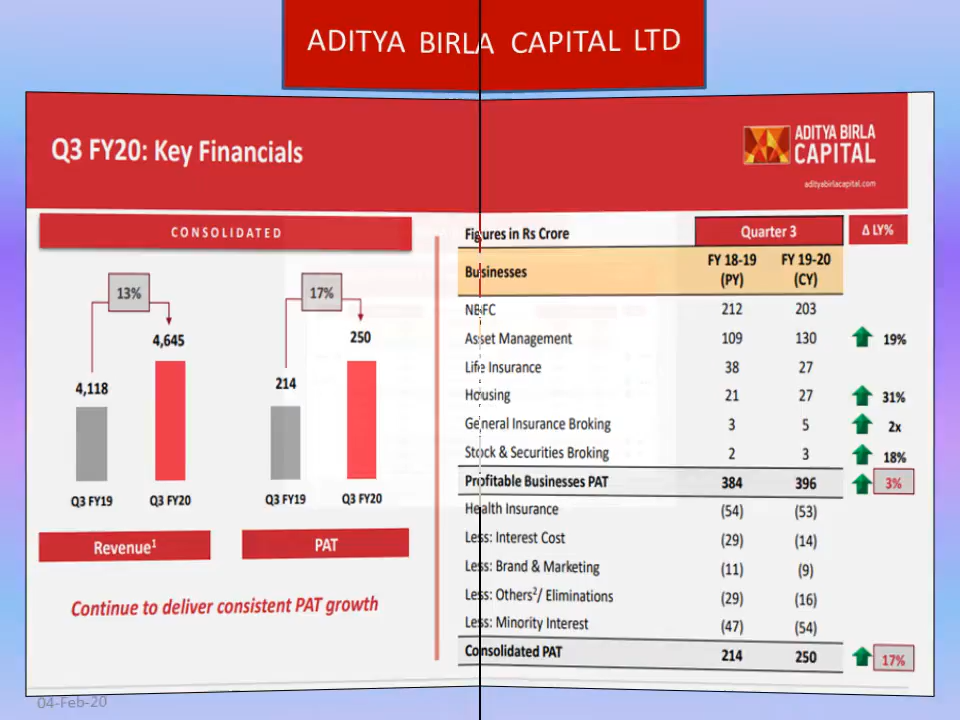 ADITYA BIRLA CAPITAL LTD
Q3 FY20: Key Financials
ADITYA BIRLA
CAPITAL
adityabirlacapital.com
CONSOLIDATED
13%
4,118
4,645
Q3 FY19 Q3 FY20
Revenue¹
17%
214
250
Q3 FY19 Q3 FY20
PAT
Continue to deliver consistent PAT growth
Figures in Rs Crore Quarter 3 Δ LY%
Businesses FY 18-19 (PY) FY 19-20 (CY)
NBFC 212 203
Asset Management 109 130 19%
Life Insurance 38 27
Housing 21 27 31%
General Insurance Broking 3 5 2x
Stock & Securities Broking 2 3 18%
Profitable Businesses PAT 384 396 3%
Health Insurance (54) (53)
Less: Interest Cost (29) (14)
Less: Brand & Marketing (11) (9)
Less: Others²/ Eliminations (29) (16)
Less: Minority Interest (47) (54)
Consolidated PAT 214 250 17%
04-Feb-20